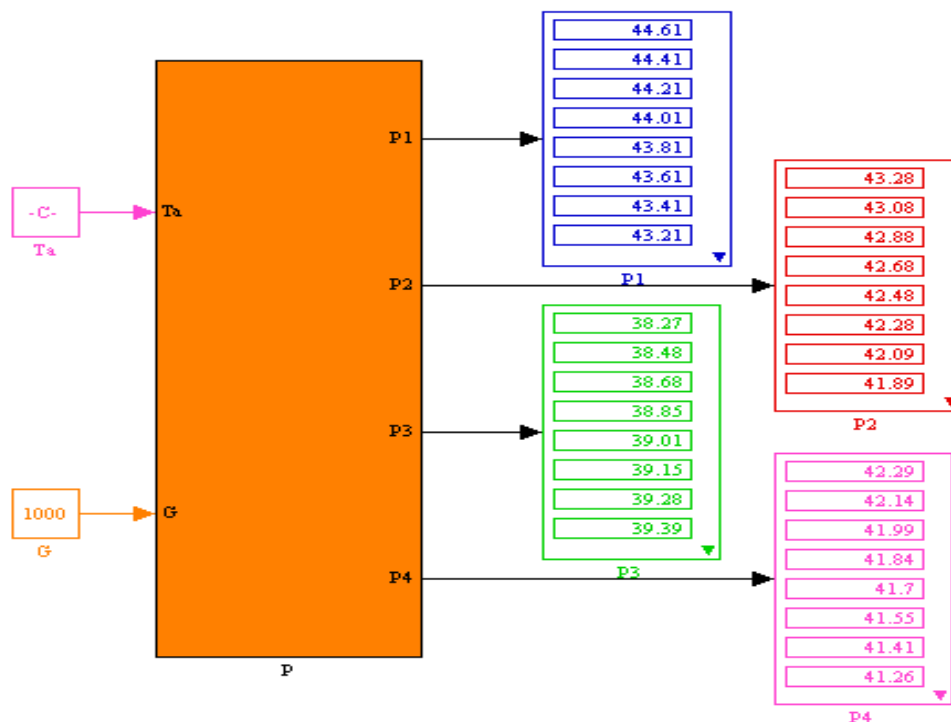 44.61
44.41
44.21
44.01
43.81
43.61
43.41
43.21
P1
P1
-C-
Ta
Ta
P2
43.28
43.08
42.88
42.68
42.48
42.28
42.09
41.89
P2
38.27
38.48
38.68
38.85
39.01
39.15
39.28
39.39
P3
P3
1000
G
G
P4
42.29
42.14
41.99
41.84
41.7
41.55
41.41
41.26
P4
P